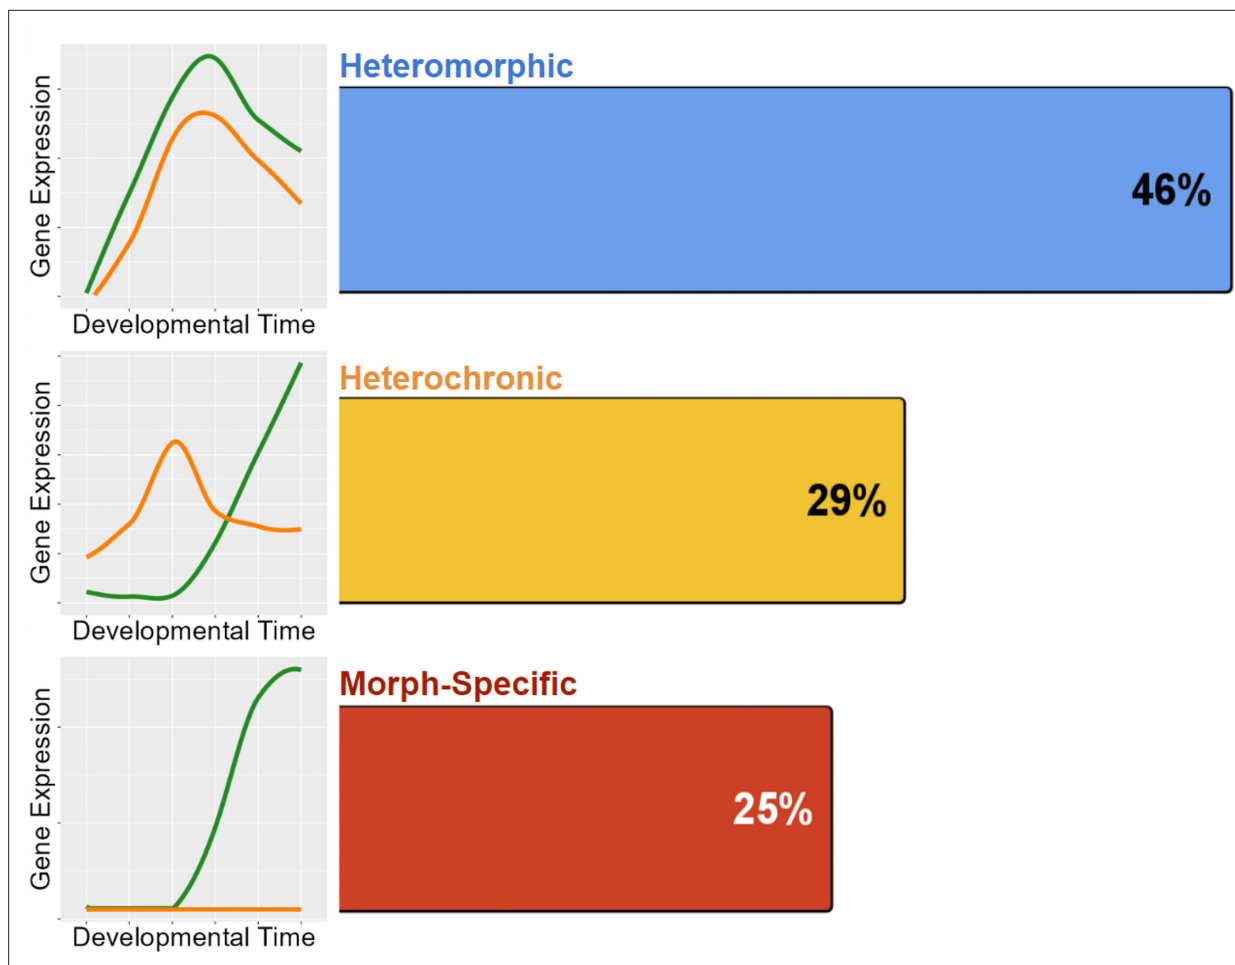 Heteromorphic
Gene Expression
46%
Developmental Time
Heterochronic
Gene Expression
29%
Developmental Time
Morph-Specific
Gene Expression
25%
Developmental Time